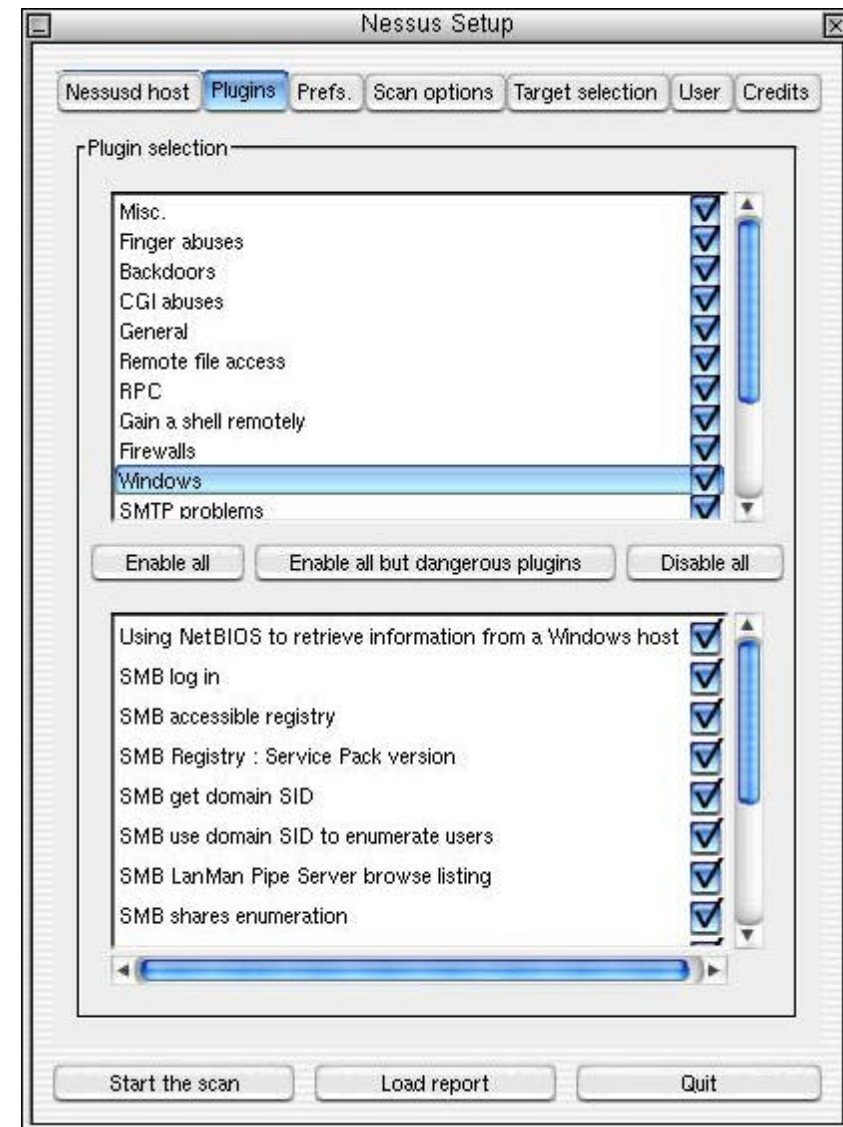 Nessus Setup
Nessusd host Plugins Prefs. Scan options Target selection User Credits
Plugin selection
Misc.
Finger abuses
Backdoors
CGI abuses
General
Remote file access
RPC
Gain a shell remotely
Firewalls
Windows
SMTP problems
Enable all Enable all but dangerous plugins Disable all
Using NetBIOS to retrieve information from a Windows host
SMB log in
SMB accessible registry
SMB Registry : Service Pack version
SMB get domain SID
SMB use domain SID to enumerate users
SMB LanMan Pipe Server browse listing
SMB shares enumeration
Start the scan Load report Quit